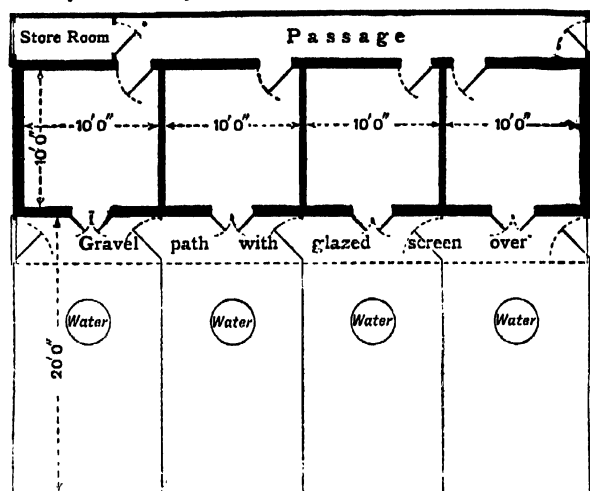 Store Room Passage
10'0" 10'0" 10'0" 10'0"
10'0"
Gravel path with glazed screen over
Water Water Water Water
20'0"